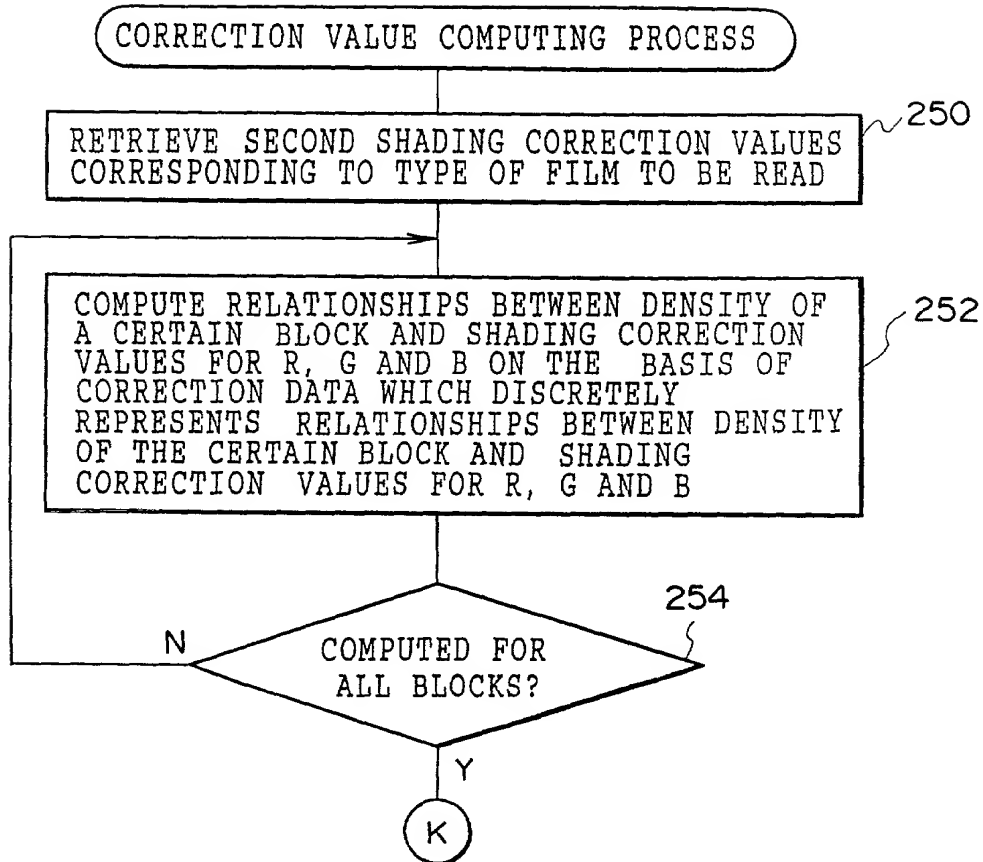 CORRECTION VALUE COMPUTING PROCESS
250
RETRIEVE SECOND SHADING CORRECTION VALUES
CORRESPONDING TO TYPE OF FILM TO BE READ
252
COMPUTE RELATIONSHIPS BETWEEN DENSITY OF
A CERTAIN BLOCK AND SHADING CORRECTION
VALUES FOR R, G AND B ON THE BASIS OF
CORRECTION DATA WHICH DISCRETELY
REPRESENTS RELATIONSHIPS BETWEEN DENSITY
OF THE CERTAIN BLOCK AND SHADING
CORRECTION VALUES FOR R, G AND B
254
N
COMPUTED FOR
ALL BLOCKS?
Y
K